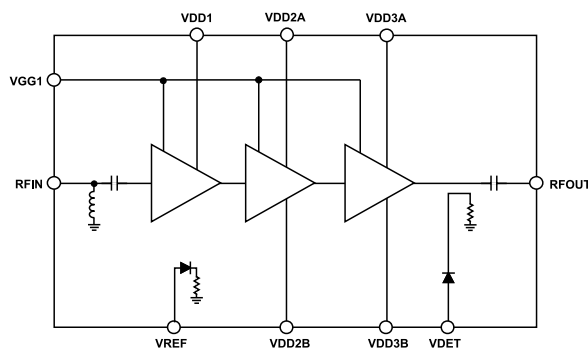 VDD1 VDD2A VDD3A
VGG1
RFIN
RFOUT
VREF VDD2B VDD3B VDET